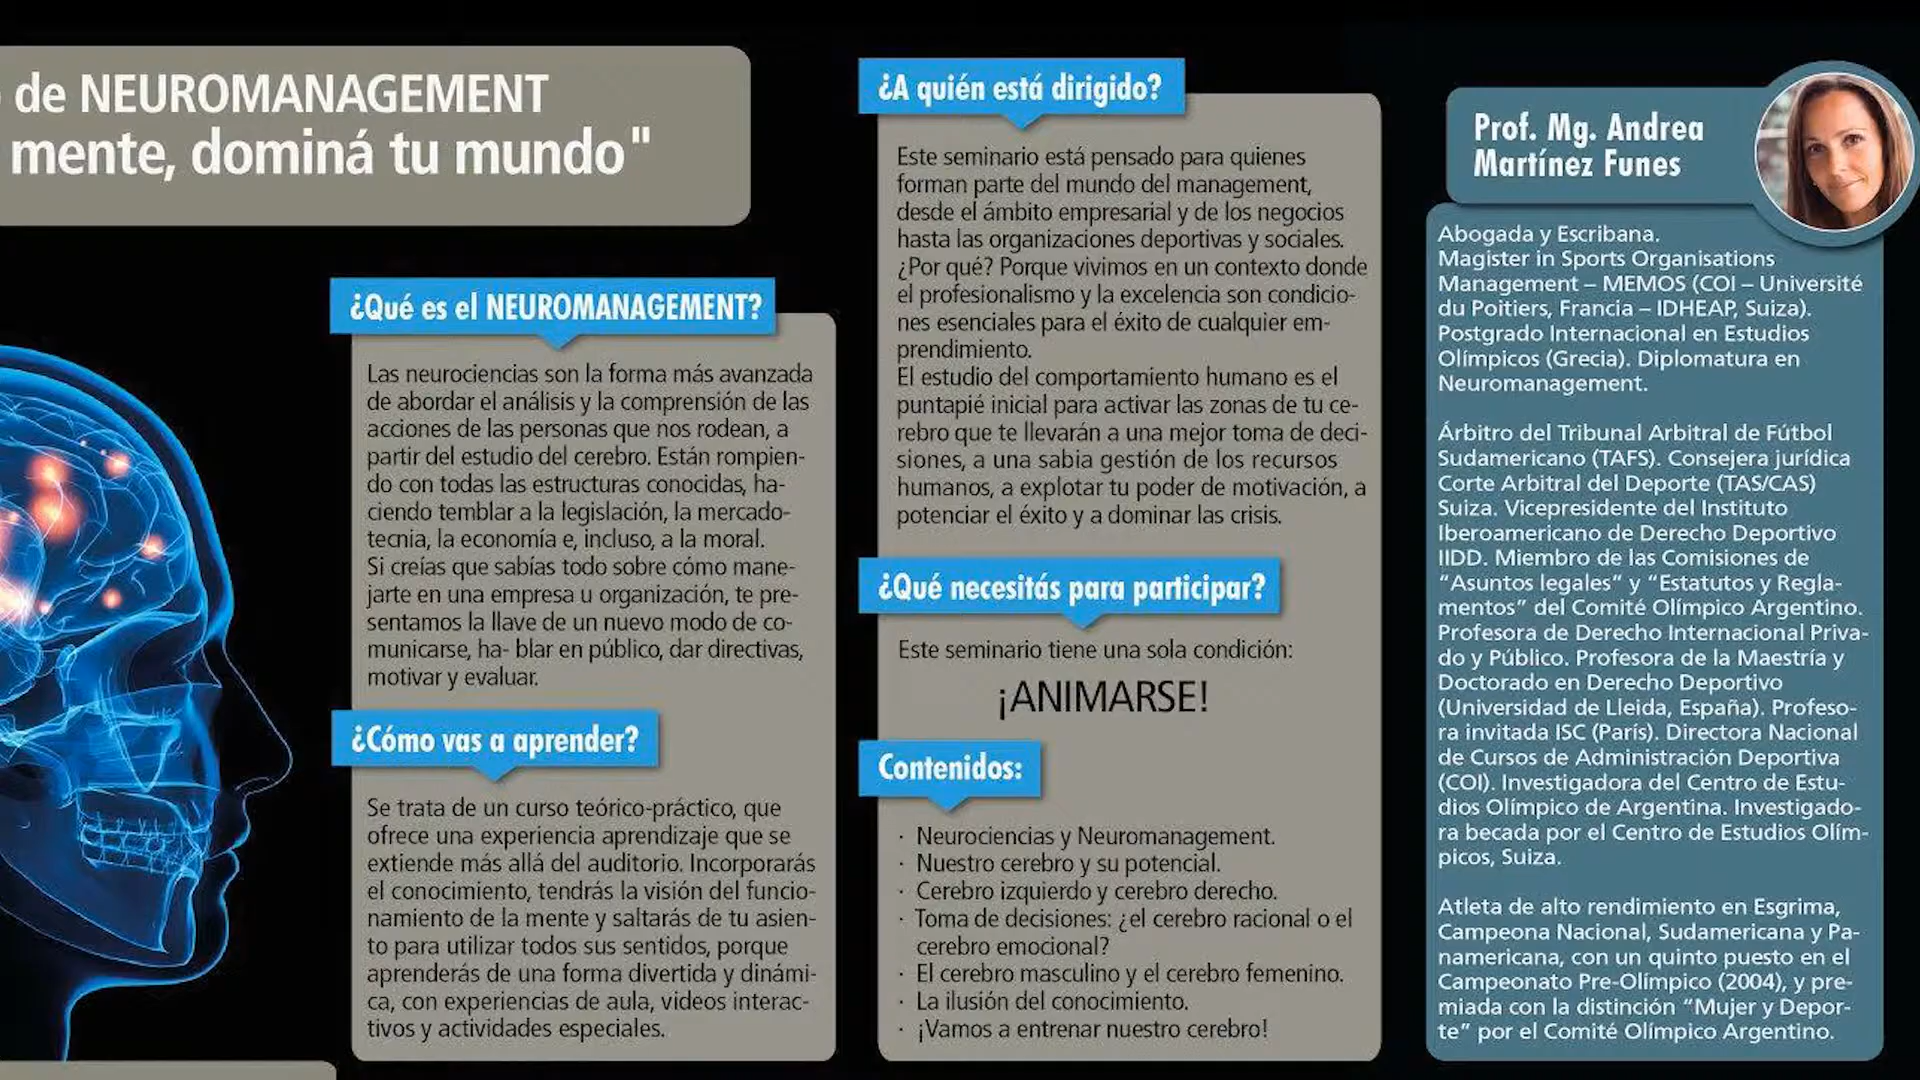 de NEUROMANAGEMENT
mente, dominá tu mundo"
¿Qué es el NEUROMANAGEMENT?
Las neurociencias son la forma más avanzada
de abordar el análisis y la comprensión de las
acciones de las personas que nos rodean, a
partir del estudio del cerebro. Están rompien-
do con todas las estructuras conocidas, ha-
ciendo temblar a la legislación, la mercado-
tecnia, la economía e, incluso, a la moral.
Si creías que sabías todo sobre cómo mane-
jarte en una empresa u organización, te pre-
sentamos la llave de un nuevo modo de co-
municarse, ha- blar en público, dar directivas,
motivar y evaluar.
¿Cómo vas a aprender?
Se trata de un curso teórico-práctico, que
ofrece una experiencia aprendizaje que se
extiende más allá del auditorio. Incorporarás
el conocimiento, tendrás la visión del funcio-
namiento de la mente y saltarás de tu asien-
to para utilizar todos sus sentidos, porque
aprenderás de una forma divertida y dinámi-
ca, con experiencias de aula, videos interac-
tivos y actividades especiales.
¿A quién está dirigido?
Este seminario está pensado para quienes
forman parte del mundo del management,
desde el ámbito empresarial y de los negocios
hasta las organizaciones deportivas y sociales.
¿Por qué? Porque vivimos en un contexto donde
el profesionalismo y la excelencia son condicio-
nes esenciales para el éxito de cualquier em-
prendimiento.
El estudio del comportamiento humano es el
puntapié inicial para activar las zonas de tu ce-
rebro que te llevarán a una mejor toma de deci-
siones, a una sabia gestión de los recursos
humanos, a explotar tu poder de motivación, a
potenciar el éxito y a dominar las crisis.
¿Qué necesitás para participar?
Este seminario tiene una sola condición:
¡ANIMARSE!
Contenidos:
· Neurociencias y Neuromanagement.
· Nuestro cerebro y su potencial.
· Cerebro izquierdo y cerebro derecho.
· Toma de decisiones: ¿el cerebro racional o el
cerebro emocional?
· El cerebro masculino y el cerebro femenino.
· La ilusión del conocimiento.
· ¡Vamos a entrenar nuestro cerebro!
Prof. Mg. Andrea
Martínez Funes
Abogada y Escribana.
Magister in Sports Organisations
Management – MEMOS (COI – Université
du Poitiers, Francia – IDHEAP, Suiza).
Postgrado Internacional en Estudios
Olímpicos (Grecia). Diplomatura en
Neuromanagement.
Árbitro del Tribunal Arbitral de Fútbol
Sudamericano (TAFS). Consejera jurídica
Corte Arbitral del Deporte (TAS/CAS)
Suiza. Vicepresidente del Instituto
Iberoamericano de Derecho Deportivo
IIDD. Miembro de las Comisiones de
“Asuntos legales” y “Estatutos y Regla-
mentos” del Comité Olímpico Argentino.
Profesora de Derecho Internacional Priva-
do y Público. Profesora de la Maestría y
Doctorado en Derecho Deportivo
(Universidad de Lleida, España). Profeso-
ra invitada ISC (París). Directora Nacional
de Cursos de Administración Deportiva
(COI). Investigadora del Centro de Estu-
dios Olímpico de Argentina. Investigado-
ra becada por el Centro de Estudios Olím-
picos, Suiza.
Atleta de alto rendimiento en Esgrima,
Campeona Nacional, Sudamericana y Pa-
namericana, con un quinto puesto en el
Campeonato Pre-Olímpico (2004), y pre-
miada con la distinción “Mujer y Depor-
te” por el Comité Olímpico Argentino.